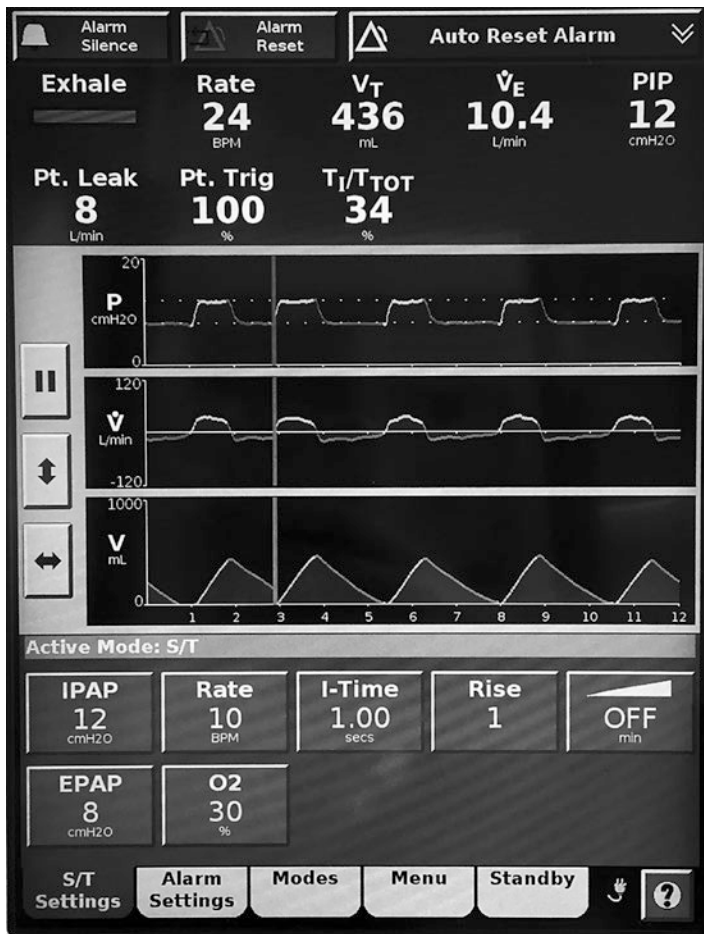 Alarm
Silence
Alarm
Reset
Auto Reset Alarm
Exhale
Rate
24
BPM
VT
436
mL
V̇E
10.4
L/min
PIP
12
cmH2O
Pt. Leak
8
L/min
Pt. Trig
100
%
TI/TTOT
34
%
20
P
cmH2O
0
120
V̇
L/min
-120
1000
V
mL
0
1 2 3 4 5 6 7 8 9 10 11 12
Active Mode: S/T
IPAP
12
cmH2O
Rate
10
BPM
I-Time
1.00
secs
Rise
1
OFF
min
EPAP
8
cmH2O
O2
30
%
S/T
Settings
Alarm
Settings
Modes
Menu
Standby
?